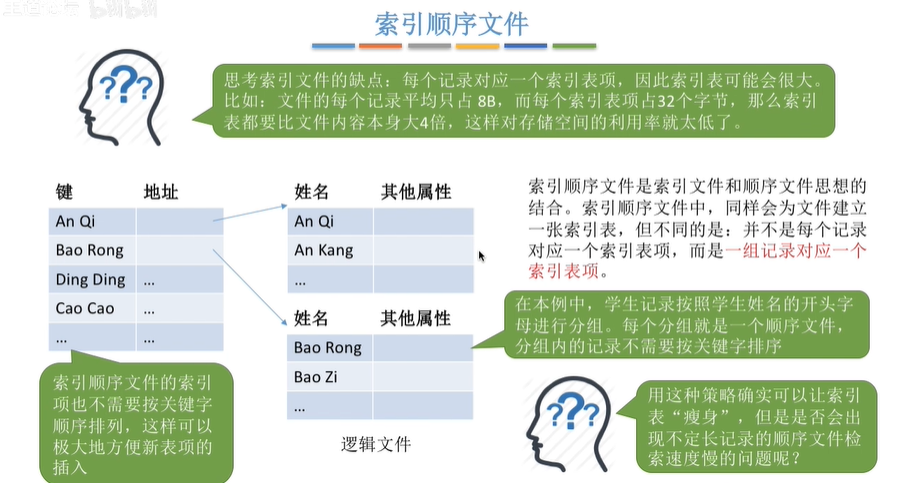 bilibili
索引顺序文件
???
思考索引文件的缺点：每个记录对应一个索引表项，因此索引表可能会很大。
比如：文件的每个记录平均只占 8B，而每个索引表项占32个字节，那么索引
表都要比文件内容本身大4倍，这样对存储空间的利用率就太低了。
键 地址
An Qi
Bao Rong
Ding Ding …
Cao Cao …
… …
索引顺序文件的索引
项也不需要按关键字
顺序排列，这样可以
极大地方便新表项的
插入
姓名 其他属性
An Qi
An Kang
…
姓名 其他属性
Bao Rong
Bao Zi
…
逻辑文件
索引顺序文件是索引文件和顺序文件思想的
结合。索引顺序文件中，同样会为文件建立
一张索引表，但不同的是：并不是每个记录
对应一个索引表项，而是一组记录对应一个
索引表项。
在本例中，学生记录按照学生姓名的开头字
母进行分组。每个分组就是一个顺序文件，
分组内的记录不需要按关键字排序
???
用这种策略确实可以让索引
表“瘦身”，但是是否会出
现不定长记录的顺序文件检
索速度慢的问题呢？